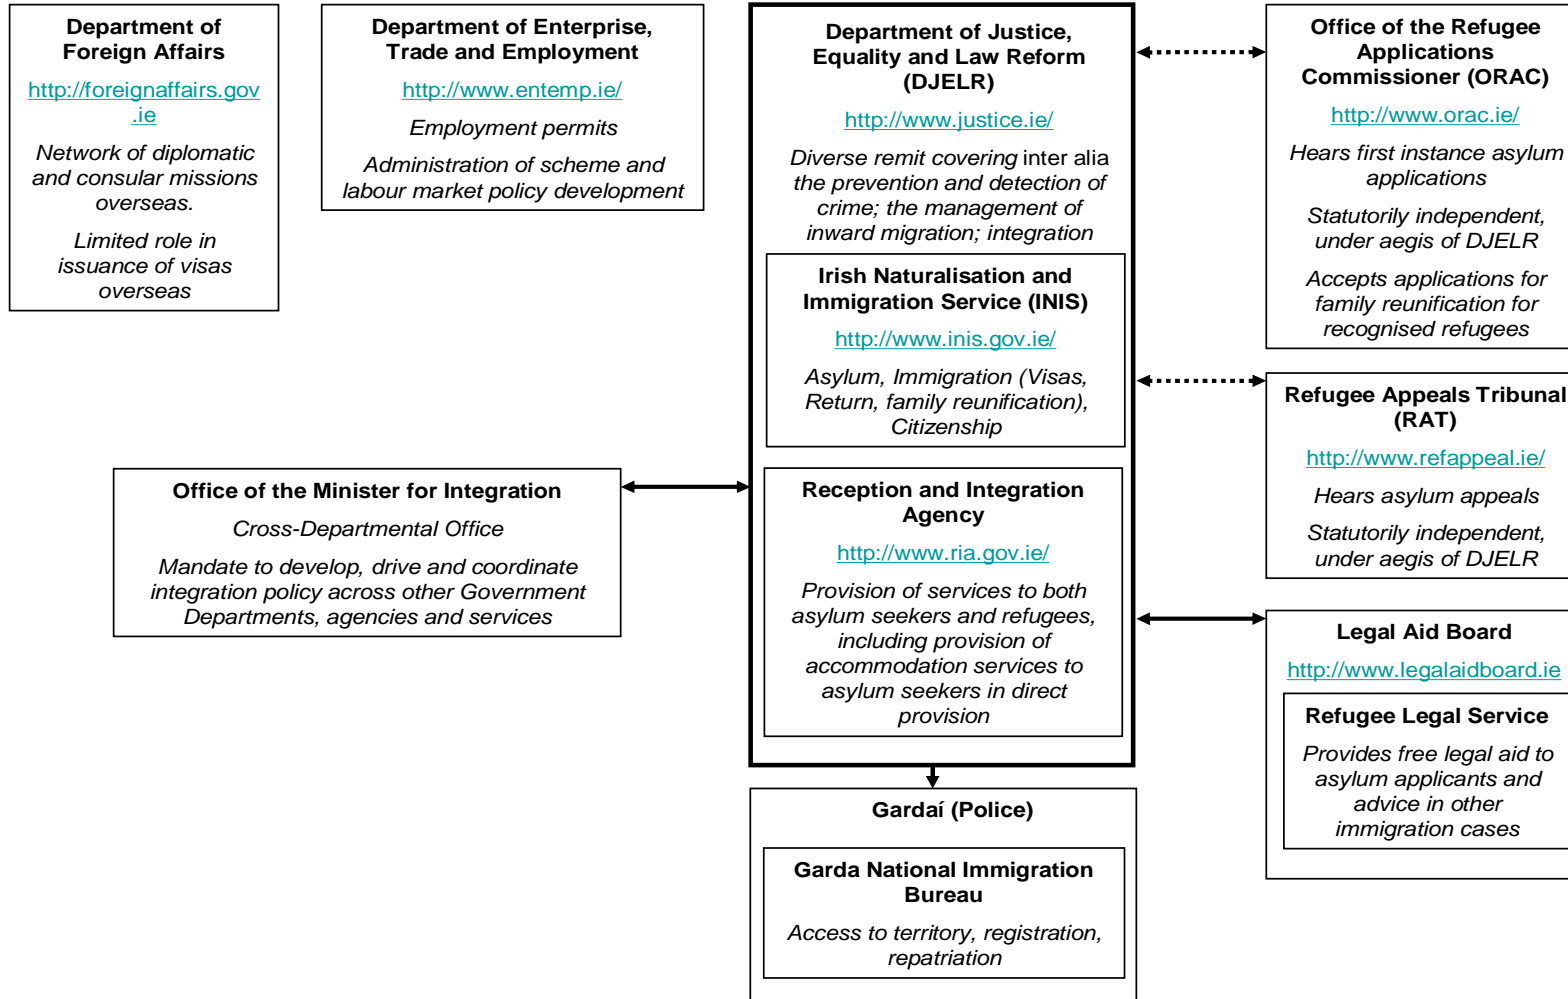 Department of
Foreign Affairs
http://foreignaffairs.gov
.ie
Network of diplomatic
and consular missions
overseas.
Limited role in
issuance of visas
overseas
Department of Enterprise,
Trade and Employment
http://www.entemp.ie/
Employment permits
Administration of scheme and
labour market policy development
Department of Justice,
Equality and Law Reform
(DJELR)
http://www.justice.ie/
Diverse remit covering inter alia
the prevention and detection of
crime; the management of
inward migration; integration
Irish Naturalisation and
Immigration Service (INIS)
http://www.inis.gov.ie/
Asylum, Immigration (Visas,
Return, family reunification),
Citizenship
Reception and Integration
Agency
http://www.ria.gov.ie/
Provision of services to both
asylum seekers and refugees,
including provision of
accommodation services to
asylum seekers in direct
provision
Office of the Refugee
Applications
Commissioner (ORAC)
http://www.orac.ie/
Hears first instance asylum
applications
Statutorily independent,
under aegis of DJELR
Accepts applications for
family reunification for
recognised refugees
Refugee Appeals Tribunal
(RAT)
http://www.refappeal.ie/
Hears asylum appeals
Statutorily independent,
under aegis of DJELR
Office of the Minister for Integration
Cross-Departmental Office
Mandate to develop, drive and coordinate
integration policy across other Government
Departments, agencies and services
Legal Aid Board
http://www.legalaidboard.ie
Refugee Legal Service
Provides free legal aid to
asylum applicants and
advice in other
immigration cases
Gardaí (Police)
Garda National Immigration
Bureau
Access to territory, registration,
repatriation